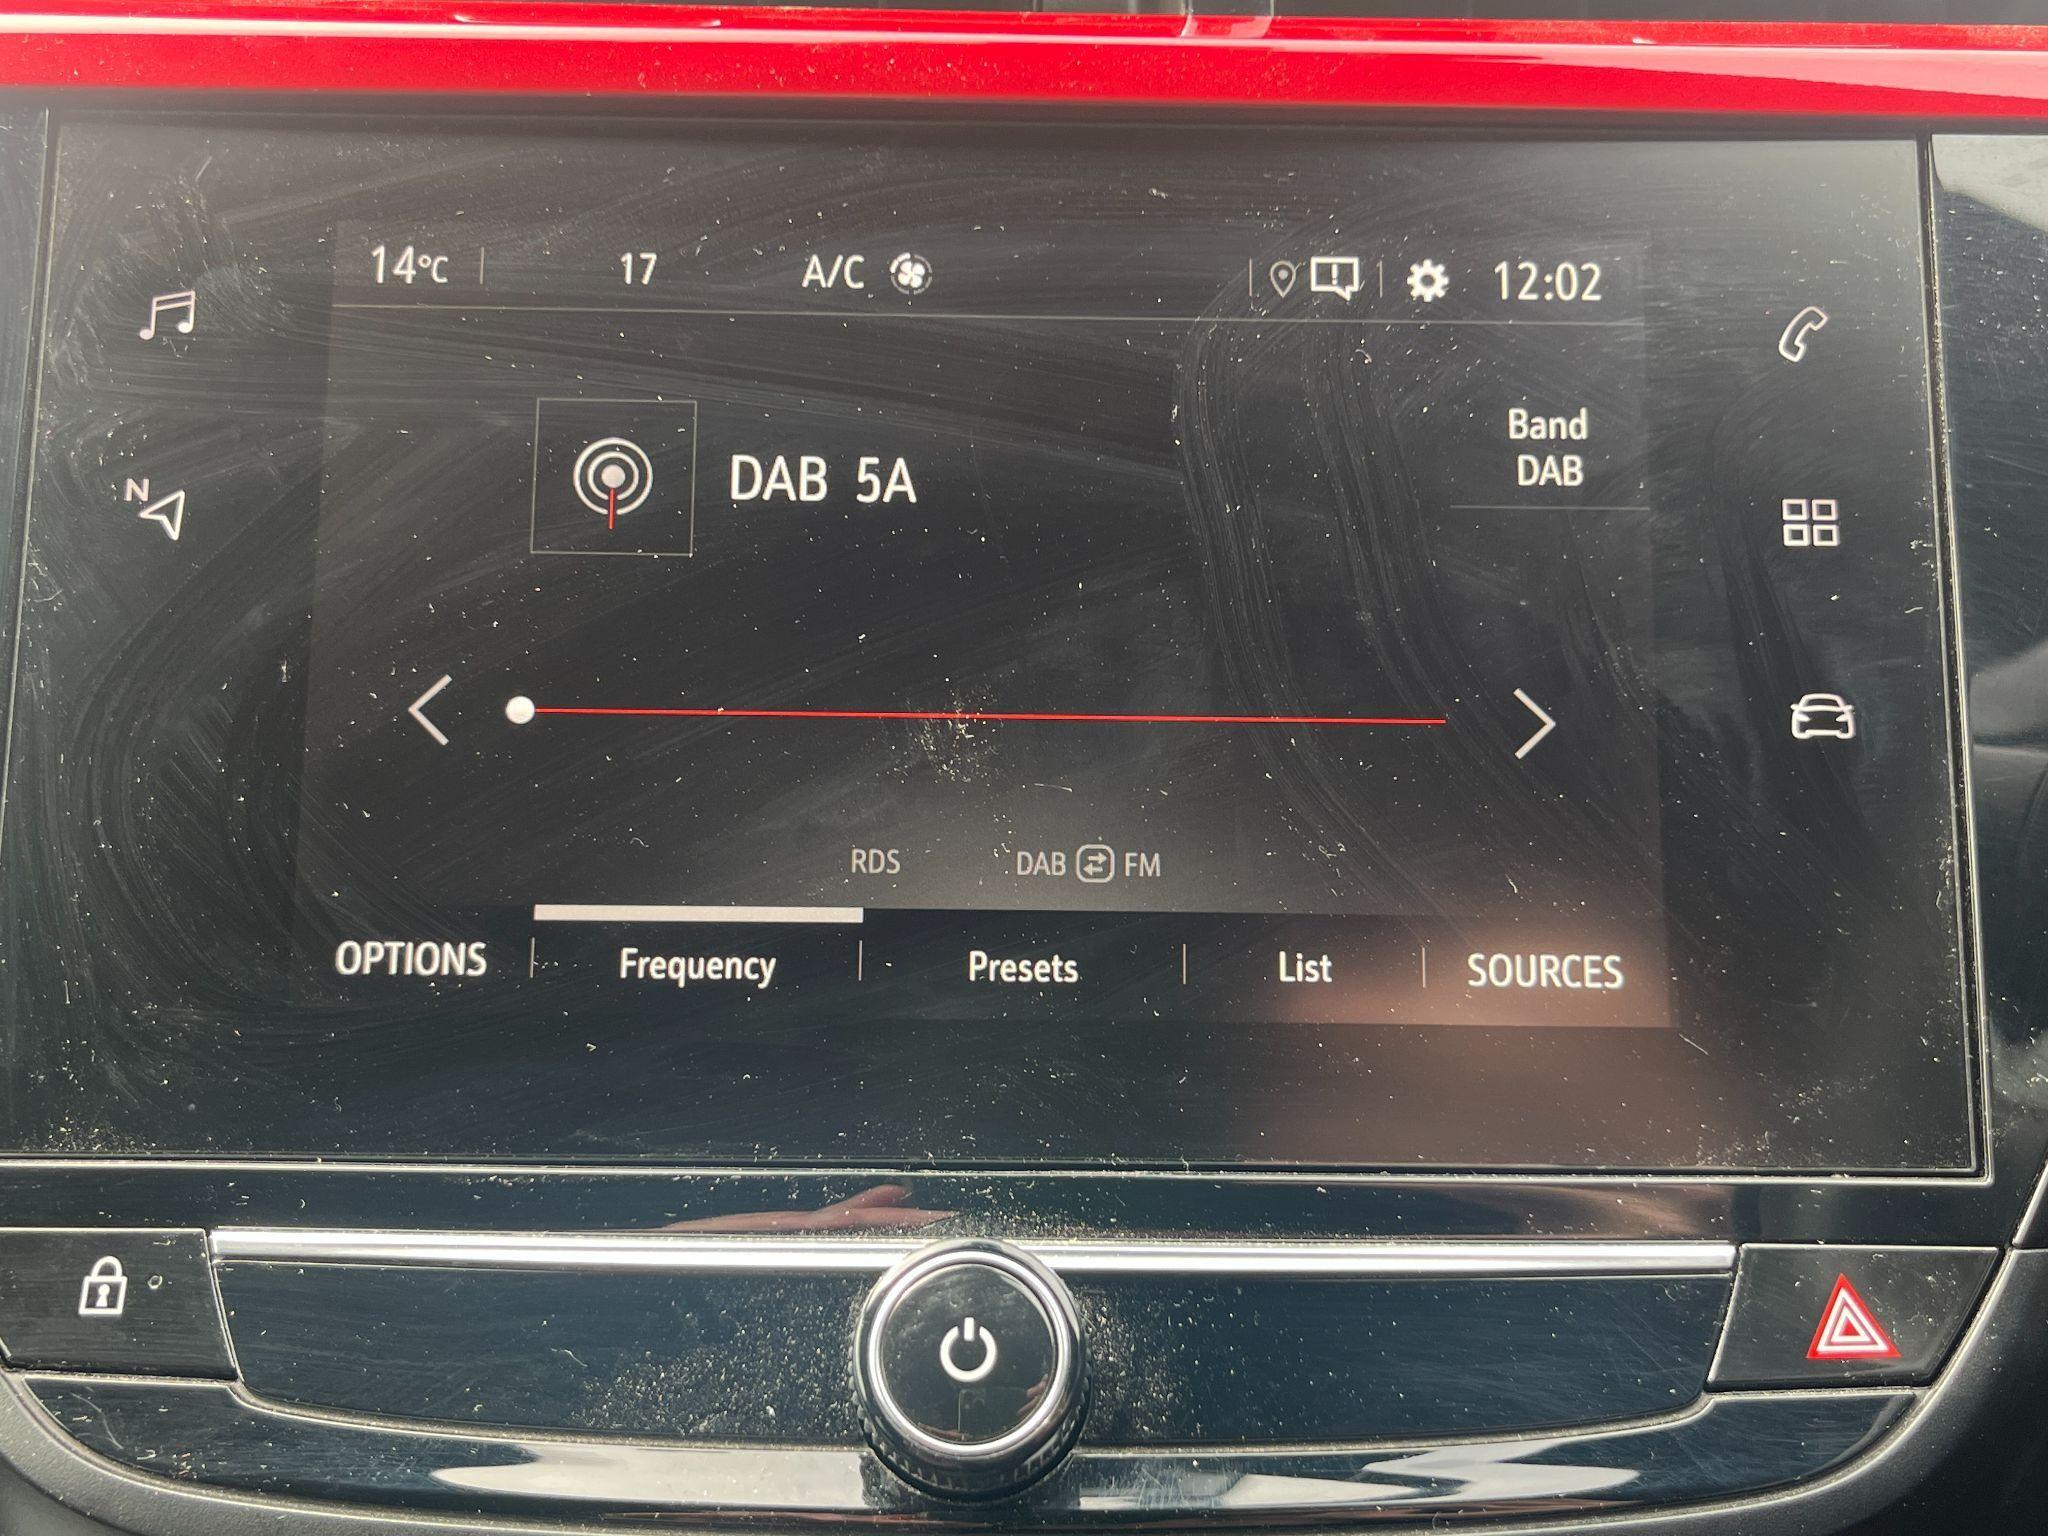 14°C 17 A/C 12:02
N
DAB 5A
Band
DAB
RDS DAB FM
OPTIONS Frequency Presets List SOURCES